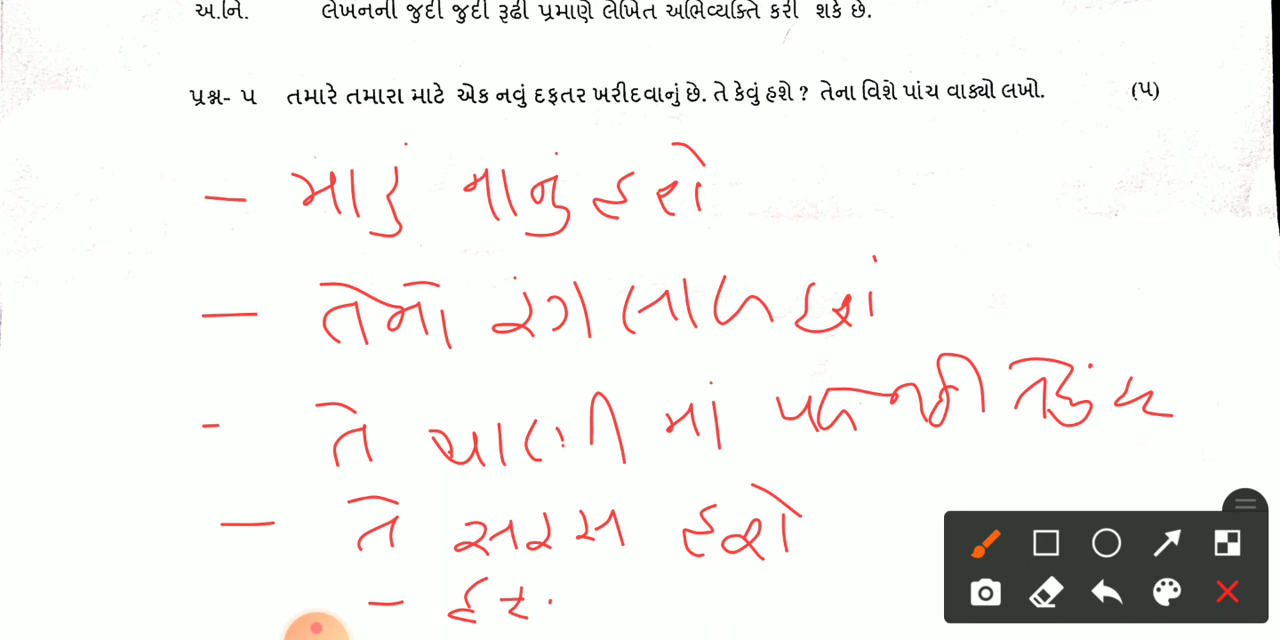 અ.નિ. લેખનની જુદી જુદી રૂઢી પ્રમાણે લેખિત અભિવ્યક્તિ કરી શકે છે.
પ્રશ્ન- ૫ તમારે તમારા માટે એક નવું દફતર ખરીદવાનું છે. તે કેવું હશે ? તેના વિશે પાંચ વાક્યો લખો. (૫)
- મારું નાનું હશે
- તેનો રંગ લાલ હશે
- તે પાણી માં પલળી
- તે સરસ હશે
-